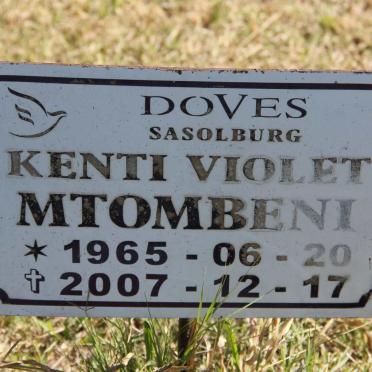 DOVES
SASOLBURG
KENTI VIOLET
MTOMBENI
* 1965 - 06 - 20
✝ 2007 - 12 - 17